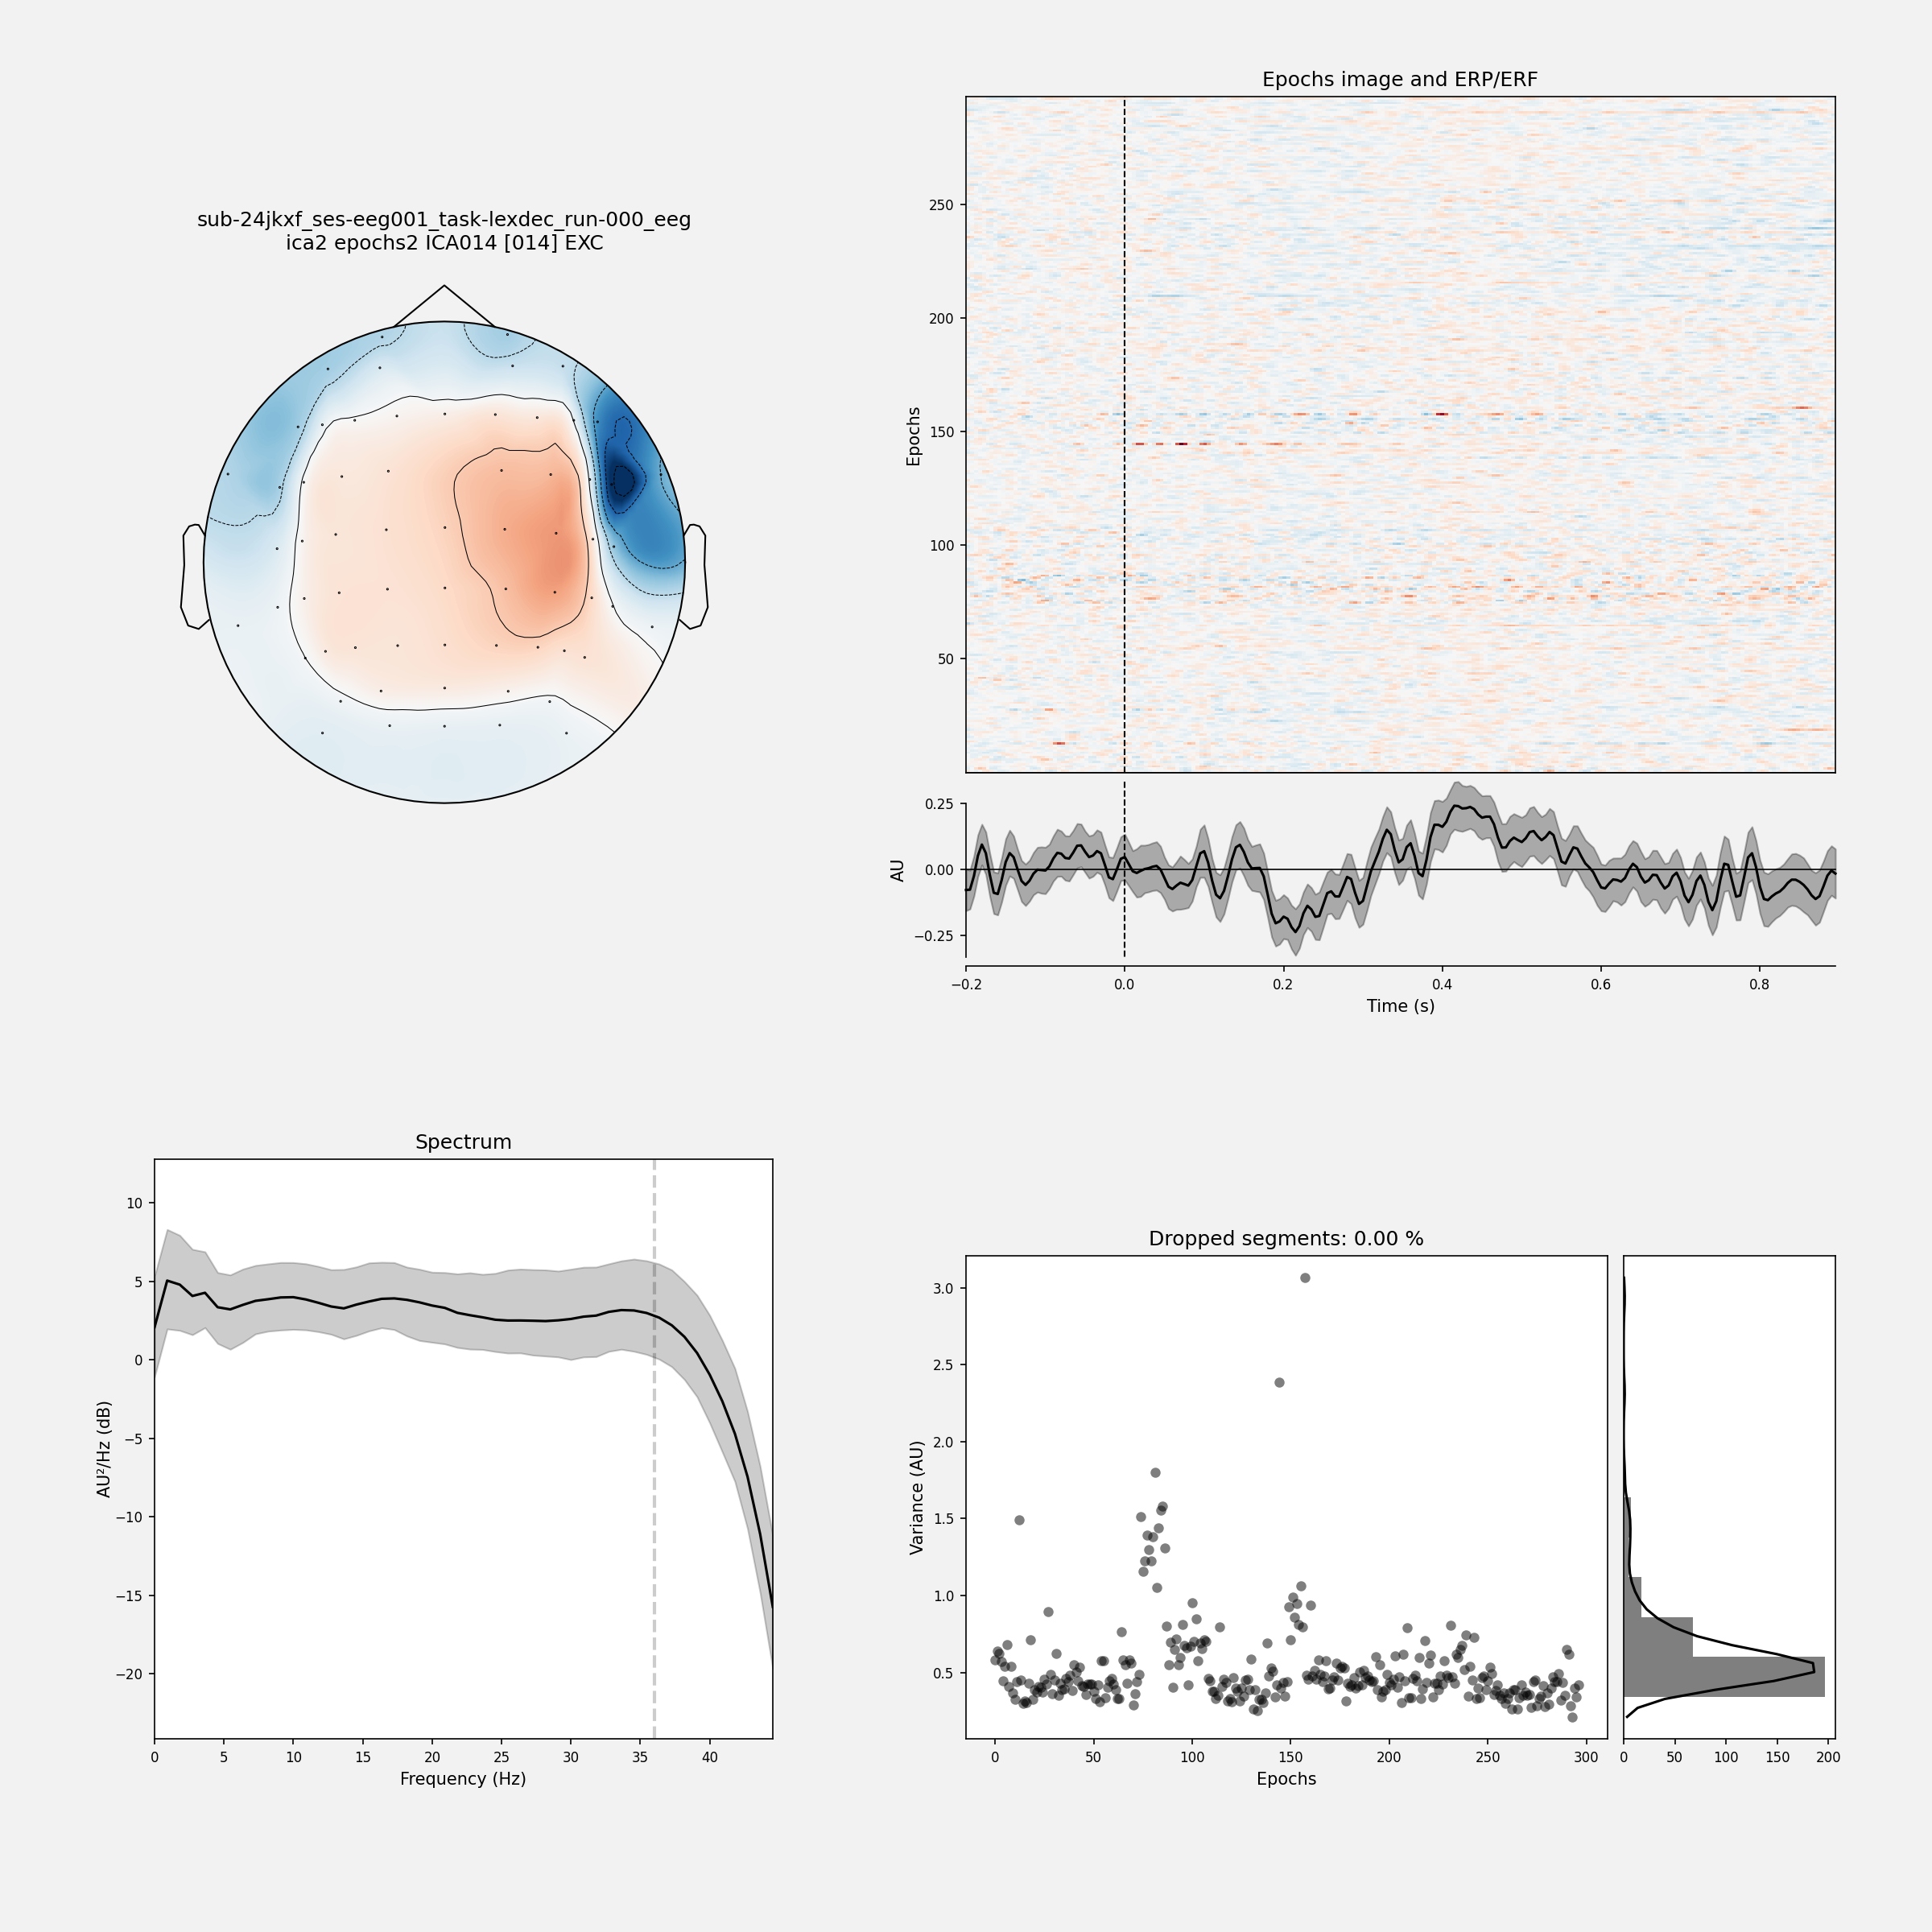 sub-24jkxf_ses-eeg001_task-lexdec_run-000_eeg
ica2 epochs2 ICA014 [014] EXC
Epochs image and ERP/ERF
Epochs
250
200
150
100
50
AU
0.25
0.00
−0.25
−0.2 0.0 0.2 0.4 0.6 0.8
Time (s)
Spectrum
AU²/Hz (dB)
10
5
0
−5
−10
−15
−20
0 5 10 15 20 25 30 35 40
Frequency (Hz)
Dropped segments: 0.00 %
Variance (AU)
3.0
2.5
2.0
1.5
1.0
0.5
0 50 100 150 200 250 300
Epochs
0 50 100 150 200